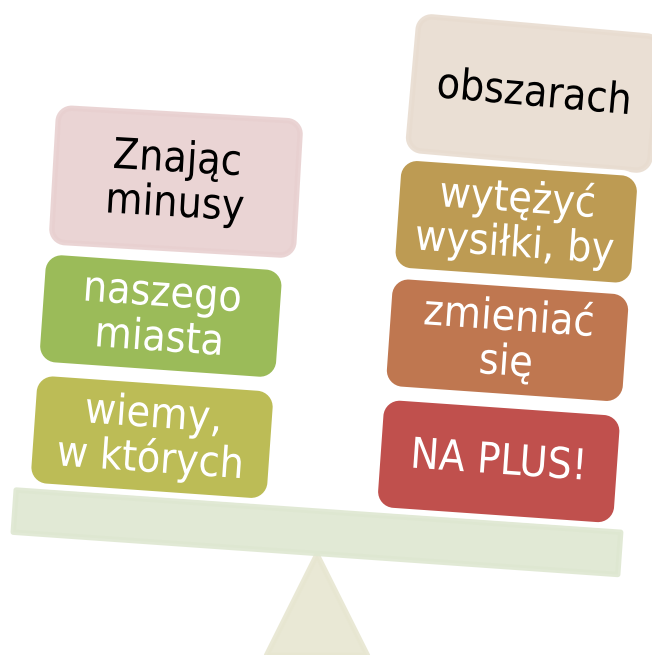 Znając
minusy
naszego
miasta
wiemy,
w których
obszarach
wytężyć
wysiłki, by
zmieniać
się
NA PLUS!